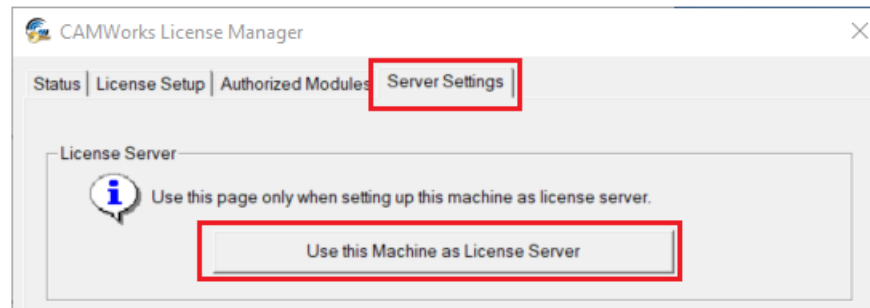 CAMWorks License Manager
Status License Setup Authorized Modules Server Settings
License Server
Use this page only when setting up this machine as license server.
Use this Machine as License Server